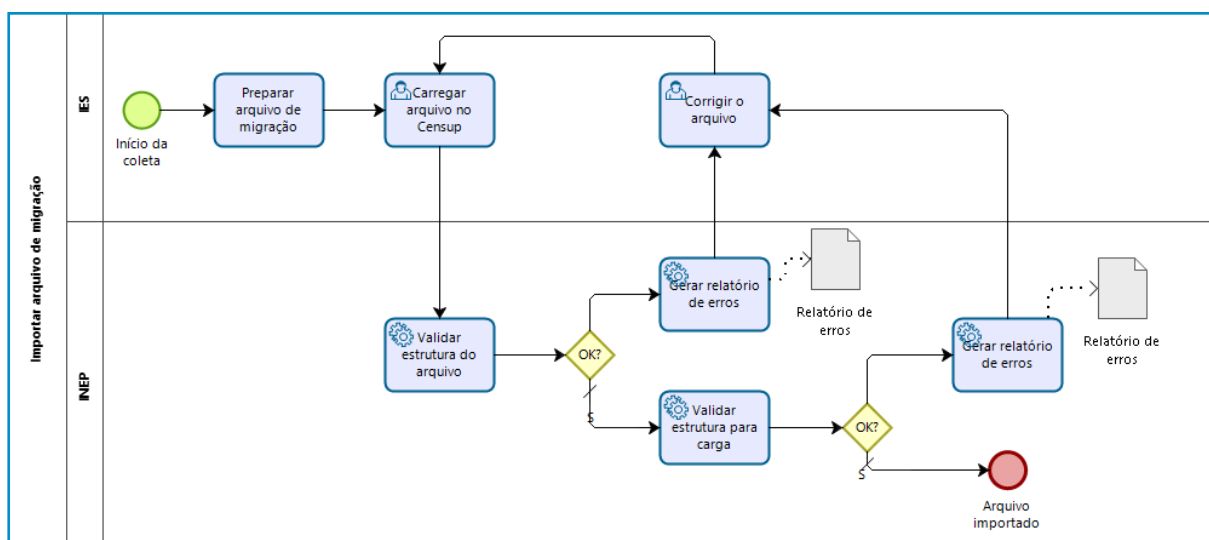 Importar arquivo de migração
IES
Início da
coleta
Preparar
arquivo de
migração
Carregar
arquivo no
Censup
Corrigir o
arquivo
INEP
Validar
estrutura do
arquivo
OK?
S
Gerar relatório
de erros
Relatório de
erros
Validar
estrutura para
carga
OK?
S
Gerar relatório
de erros
Relatório de
erros
Arquivo
importado